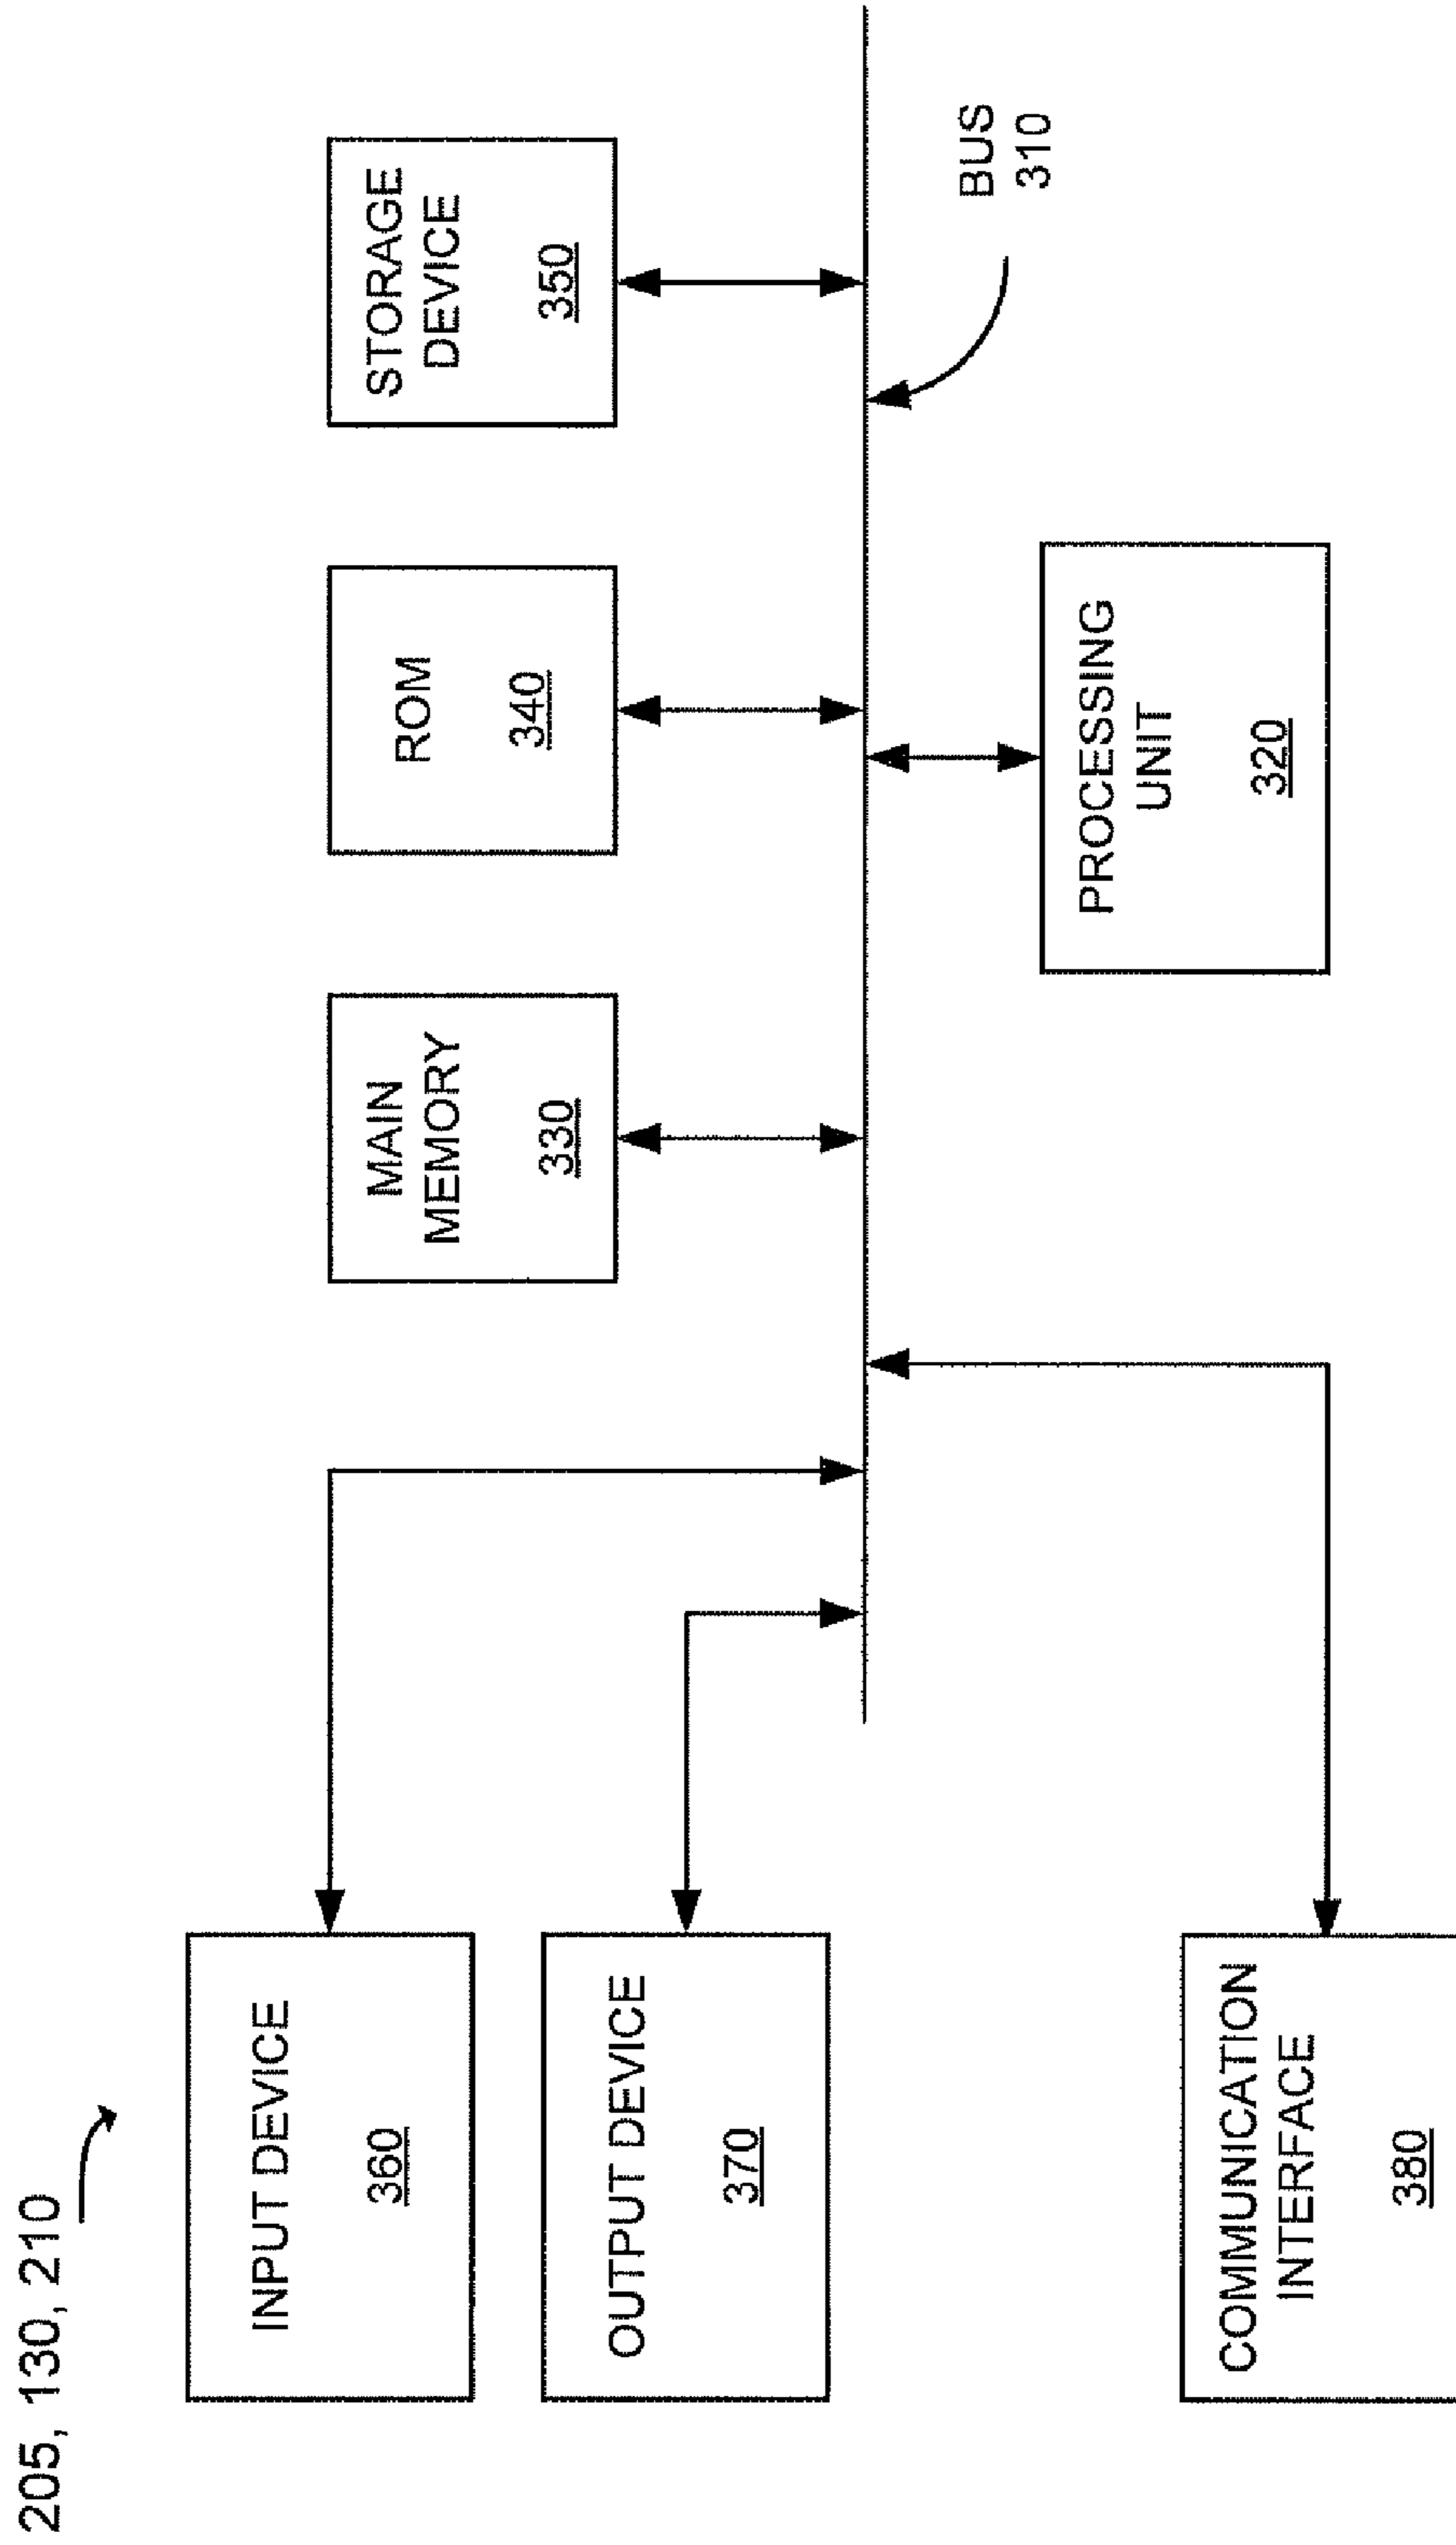 205, 130, 210
INPUT DEVICE
360
OUTPUT DEVICE
370
COMMUNICATION
INTERFACE
380
MAIN
MEMORY
330
ROM
340
STORAGE
DEVICE
350
PROCESSING
UNIT
320
BUS
310